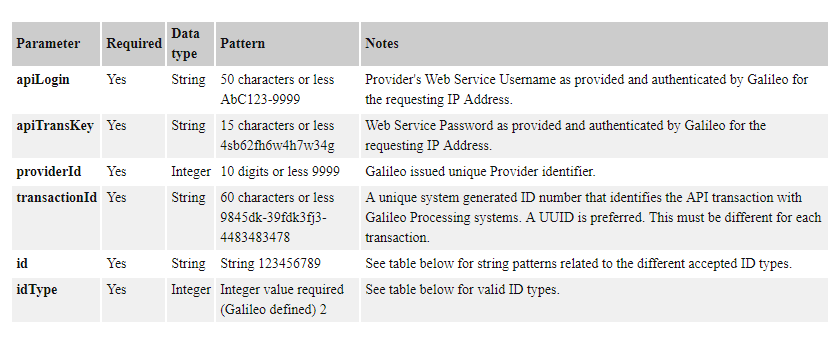 Parameter Required Data type Pattern Notes
apiLogin Yes String 50 characters or less Provider's Web Service Username as provided and authenticated by Galileo for
AbC123-9999 the requesting IP Address.
apiTransKey Yes String 15 characters or less Web Service Password as provided and authenticated by Galileo for the
4sb62fh6w4h7w34g requesting IP Address.
providerId Yes Integer 10 digits or less 9999 Galileo issued unique Provider identifier.
transactionId Yes String 60 characters or less A unique system generated ID number that identifies the API transaction with
9845dk-39fdk3fj3- Galileo Processing systems. A UUID is preferred. This must be different for each
4483483478 transaction.
id Yes String String 123456789 See table below for string patterns related to the different accepted ID types.
idType Yes Integer Integer value required See table below for valid ID types.
(Galileo defined) 2